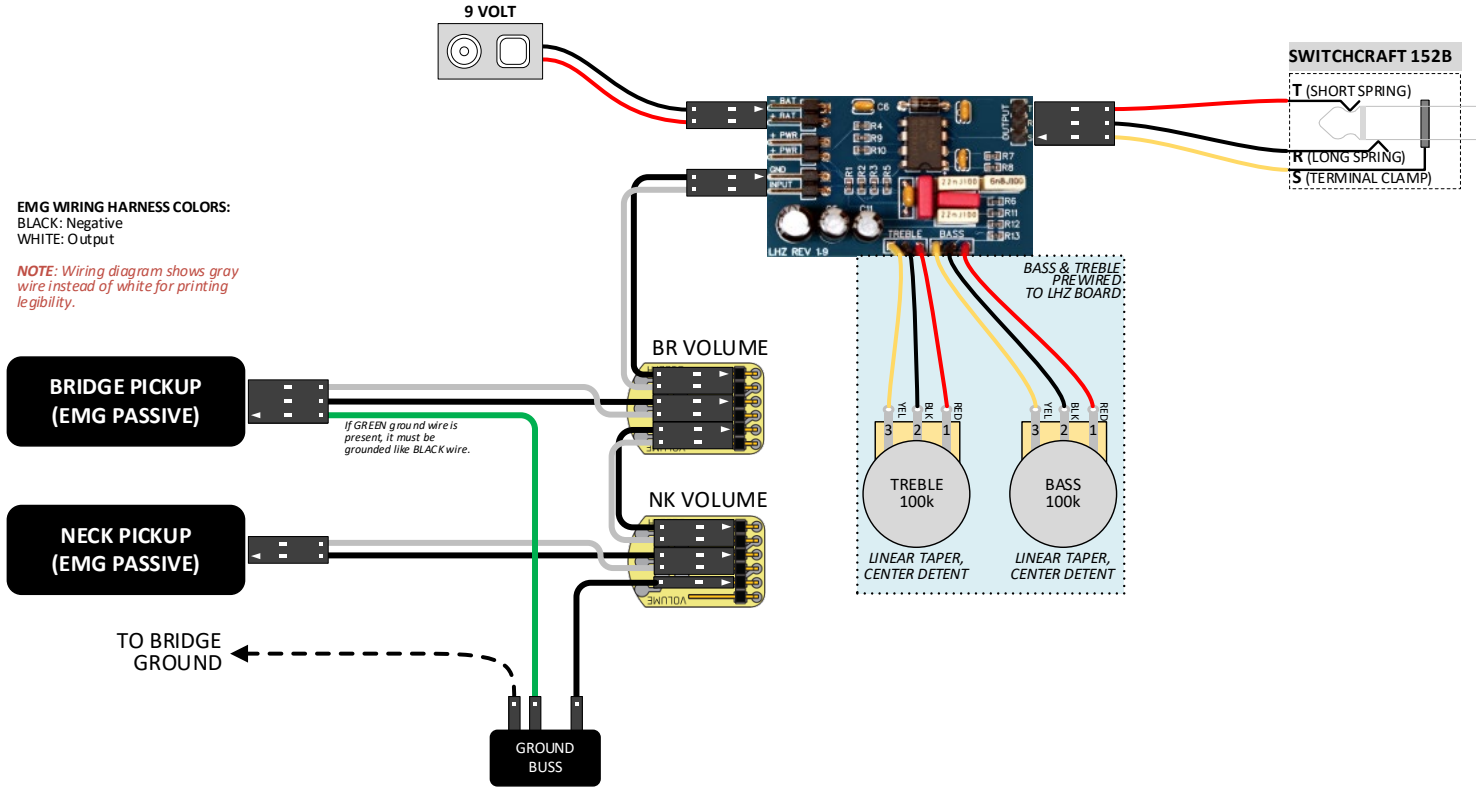 9 VOLT
SWITCHCRAFT 152B
T (SHORT SPRING)
R (LONG SPRING)
S (TERMINAL CLAMP)
- BAT
+ BAT
+ PWR
+ PWR
GND
INPUT
C6
R4
R9
R10
R1
R2
R3
R5
OUTPUT
T
R
S
R7
R8
22nJ100
6n8J100
22nJ100
R6
R11
R12
R13
C11
TREBLE
BASS
LHZ REV 1-9
EMG WIRING HARNESS COLORS:
BLACK: Negative
WHITE: Output
NOTE: Wiring diagram shows gray
wire instead of white for printing
legibility.
BASS & TREBLE
PREWIRED
TO LHZ BOARD
BR VOLUME
BRIDGE PICKUP
(EMG PASSIVE)
If GREEN ground wire is
present, it must be
grounded like BLACK wire.
VOLUME
YEL
BLK
RED
3
2
1
YEL
BLK
RED
3
2
1
TREBLE
100k
BASS
100k
LINEAR TAPER,
CENTER DETENT
LINEAR TAPER,
CENTER DETENT
NK VOLUME
NECK PICKUP
(EMG PASSIVE)
VOLUME
TO BRIDGE
GROUND
GROUND
BUSS